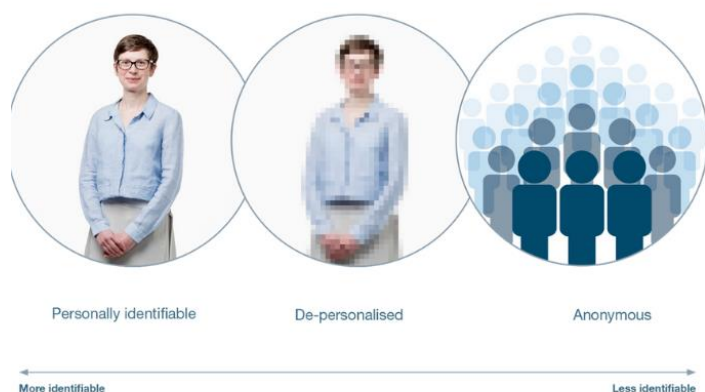 Personally identifiable
De-personalised
Anonymous
More identifiable
Less identifiable